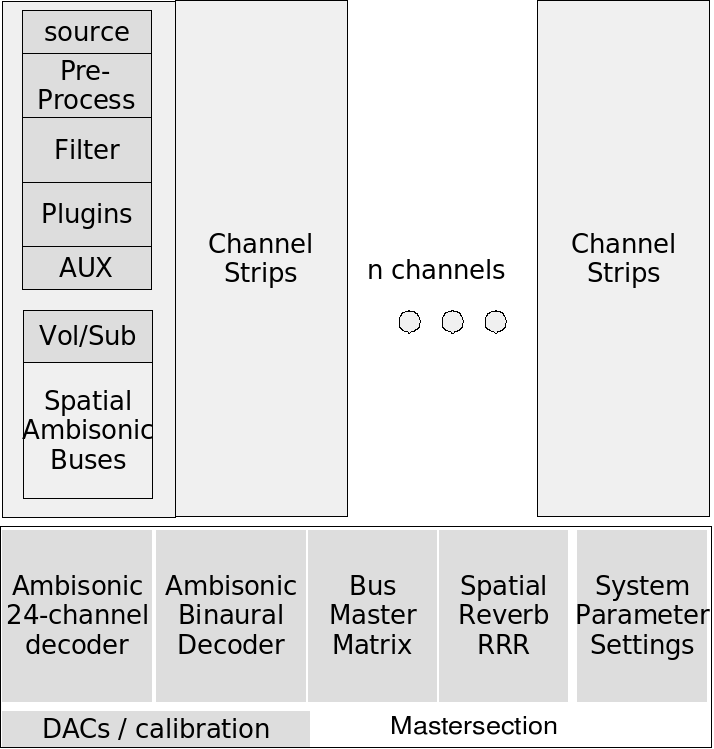 source
Pre-
Process
Filter
Plugins
AUX
Vol/Sub
Spatial
Ambisonic
Buses
Channel
Strips
n channels
Channel
Strips
Ambisonic
24-channel
decoder
Ambisonic
Binaural
Decoder
Bus
Master
Matrix
Spatial
Reverb
RRR
System
Parameter
Settings
DACs / calibration
Mastersection